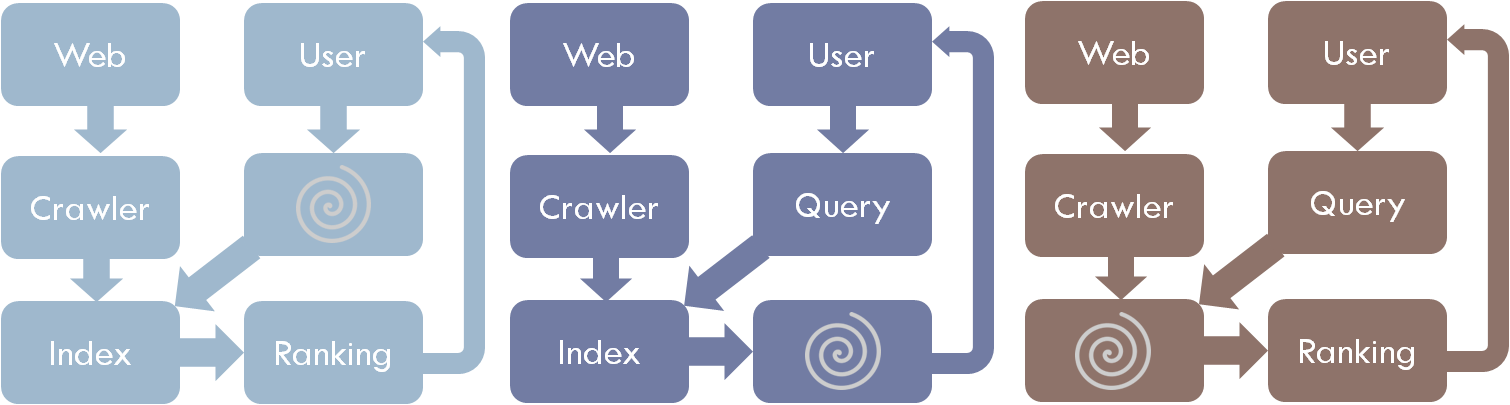 Web
User
Crawler
Index
Ranking
Web
User
Crawler
Query
Index
Web
User
Crawler
Query
Ranking